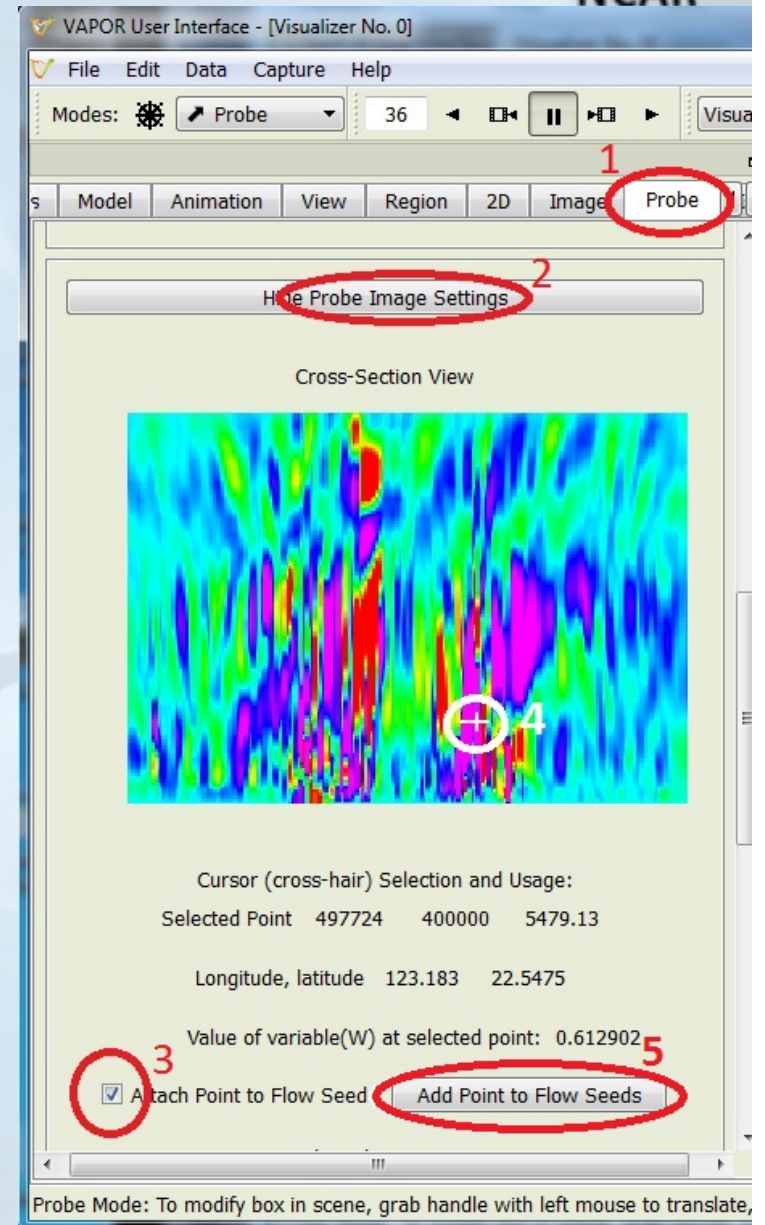 NCAR
VAPOR User Interface - [Visualizer No. 0]
File Edit Data Capture Help
Modes: Probe 36
1
s Model Animation View Region 2D Image Probe
2
Hide Probe Image Settings
Cross-Section View
4
Cursor (cross-hair) Selection and Usage:
Selected Point 497724 400000 5479.13
Longitude, latitude 123.183 22.5475
Value of variable(W) at selected point: 0.612902
3 5
Attach Point to Flow Seed Add Point to Flow Seeds
Probe Mode: To modify box in scene, grab handle with left mouse to translate,